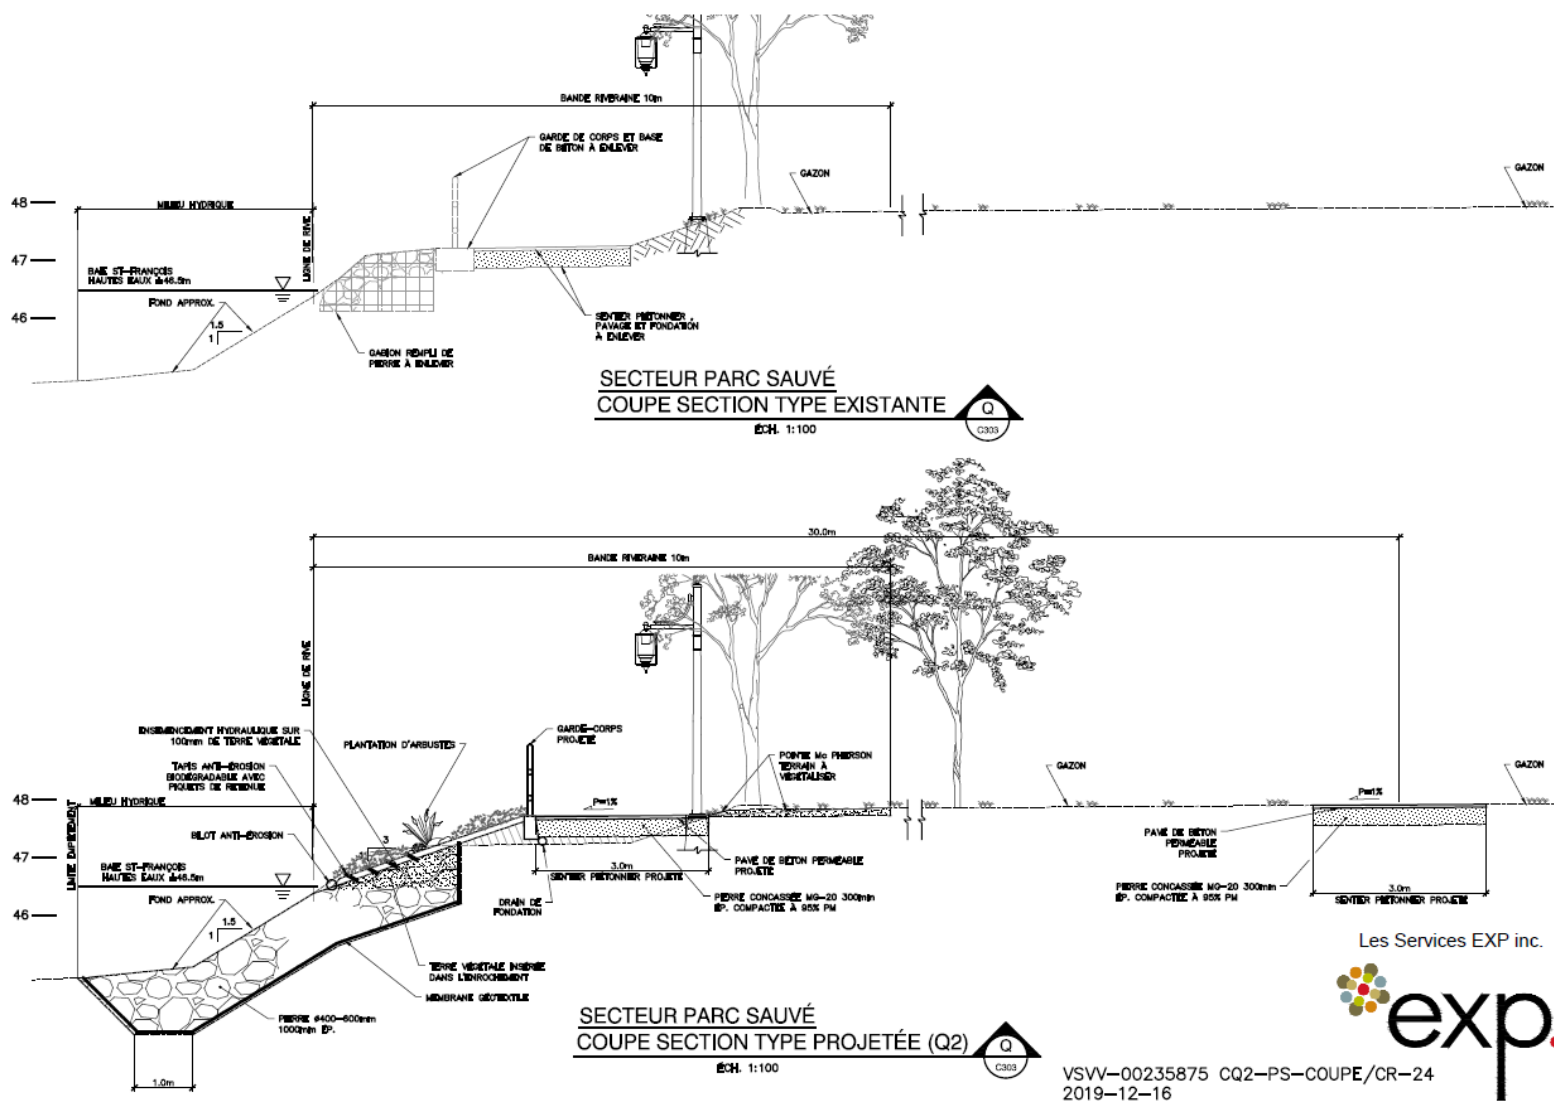 BANDE RIVERAINE 10m
GARDE DE CORPS ET BASE
DE BÉTON À ENLEVER
GAZON
GAZON
48
MILIEU HYDRIQUE
LIGNE DE RIVE
47
BAIE ST-FRANÇOIS
HAUTES EAUX ±46.5m
FOND APPROX.
46
1.5
1
SENTIER PIÉTONNIER,
PAVAGE ET FONDATION
À ENLEVER
GABION REMPLI DE
PIERRE À ENLEVER
SECTEUR PARC SAUVÉ
COUPE SECTION TYPE EXISTANTE
Q
C303
ÉCH. 1:100
30.0m
BANDE RIVERAINE 10m
LIGNE DE RIVE
ENSEMENCEMENT HYDRAULIQUE SUR
100mm DE TERRE VÉGÉTALE
PLANTATION D'ARBUSTES
GARDE-CORPS
PROJETÉ
TAPIS ANTI-ÉROSION
BIODÉGRADABLE AVEC
PIQUETS DE RETENUE
POINTE Mc PHERSON
TERRAIN À
VÉGÉTALISER
GAZON
GAZON
48
MILIEU HYDRIQUE
P=1%
P=1%
LIMITE EMPIÉTEMENT
BILOT ANTI-ÉROSION
3
PAVÉ DE BÉTON
PERMÉABLE
PROJETÉ
47
BAIE ST-FRANÇOIS
HAUTES EAUX ±46.5m
PAVÉ DE BÉTON PERMÉABLE
PROJETÉ
3.0m
SENTIER PIÉTONNIER PROJETÉ
PIERRE CONCASSÉE MG-20 300mm
ÉP. COMPACTÉE À 95% PM
3.0m
SENTIER PIÉTONNIER PROJETÉ
FOND APPROX.
DRAIN DE
FONDATION
PIERRE CONCASSÉE MG-20 300mm
ÉP. COMPACTÉE À 95% PM
46
1.5
1
TERRE VÉGÉTALE INSÉRÉE
DANS L'ENROCHEMENT
MEMBRANE GÉOTEXTILE
PIERRE ø400-600mm
1000mm ÉP.
1.0m
SECTEUR PARC SAUVÉ
COUPE SECTION TYPE PROJETÉE (Q2)
Q
C303
ÉCH. 1:100
Les Services EXP inc.
exp.
VSVV-00235875 CQ2-PS-COUPE/CR-24
2019-12-16